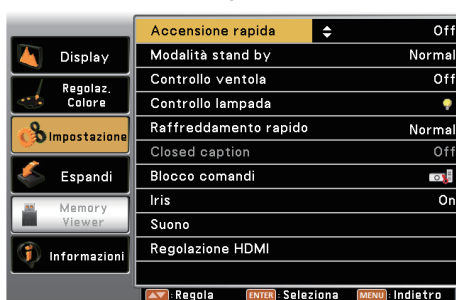 Display
Regolaz.
Colore
Impostazione
Espandi
Memory
Viewer
Informazioni
Accensione rapida Off
Modalità stand by Normal
Controllo ventola Off
Controllo lampada
Raffreddamento rapido Normal
Closed caption Off
Blocco comandi
Iris On
Suono
Regolazione HDMI
:Regola ENTER :Seleziona MENU :Indietro